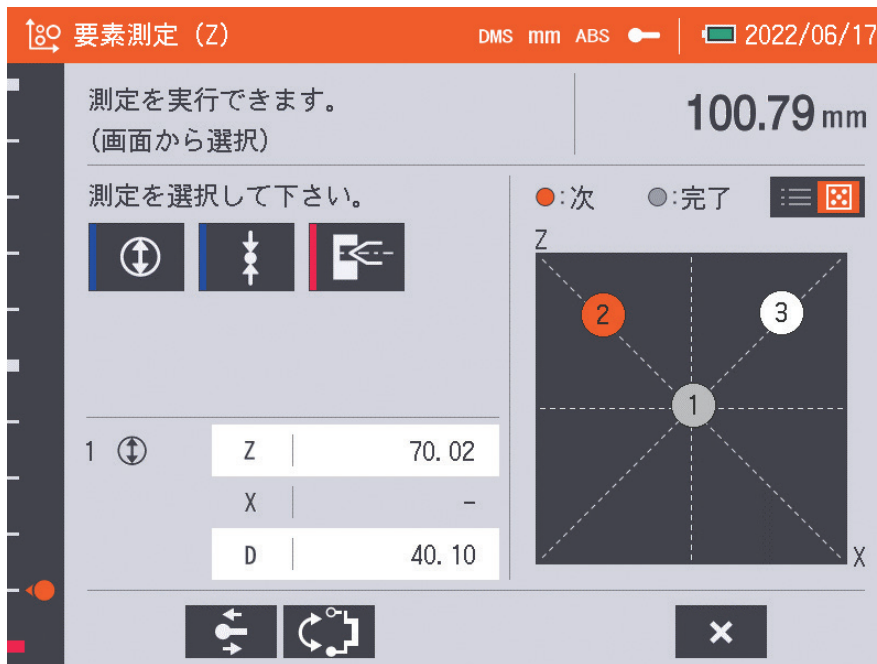 要素測定 (Z)
DMS mm ABS
2022/06/17
測定を実行できます。
(画面から選択)
100.79 mm
測定を選択して下さい。
:次
:完了
Z
2
3
1
X
1
Z 70.02
X -
D 40.10